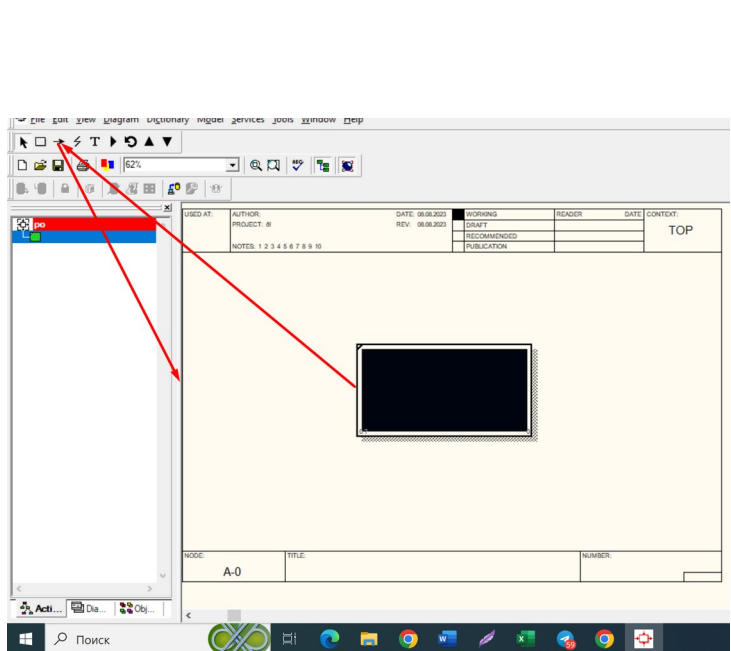 File Edit View Diagram Dictionary Model Services Tools Window Help
T
62%
ABC
po
USED AT: AUTHOR: DATE: 08.08.2023 WORKING READER DATE CONTEXT:
PROJECT: REV: 08.08.2023 DRAFT TOP
RECOMMENDED
NOTES: 1 2 3 4 5 6 7 8 9 10 PUBLICATION
NODE: TITLE: NUMBER:
A-0
Acti... Dia... Obj...
Поиск 59